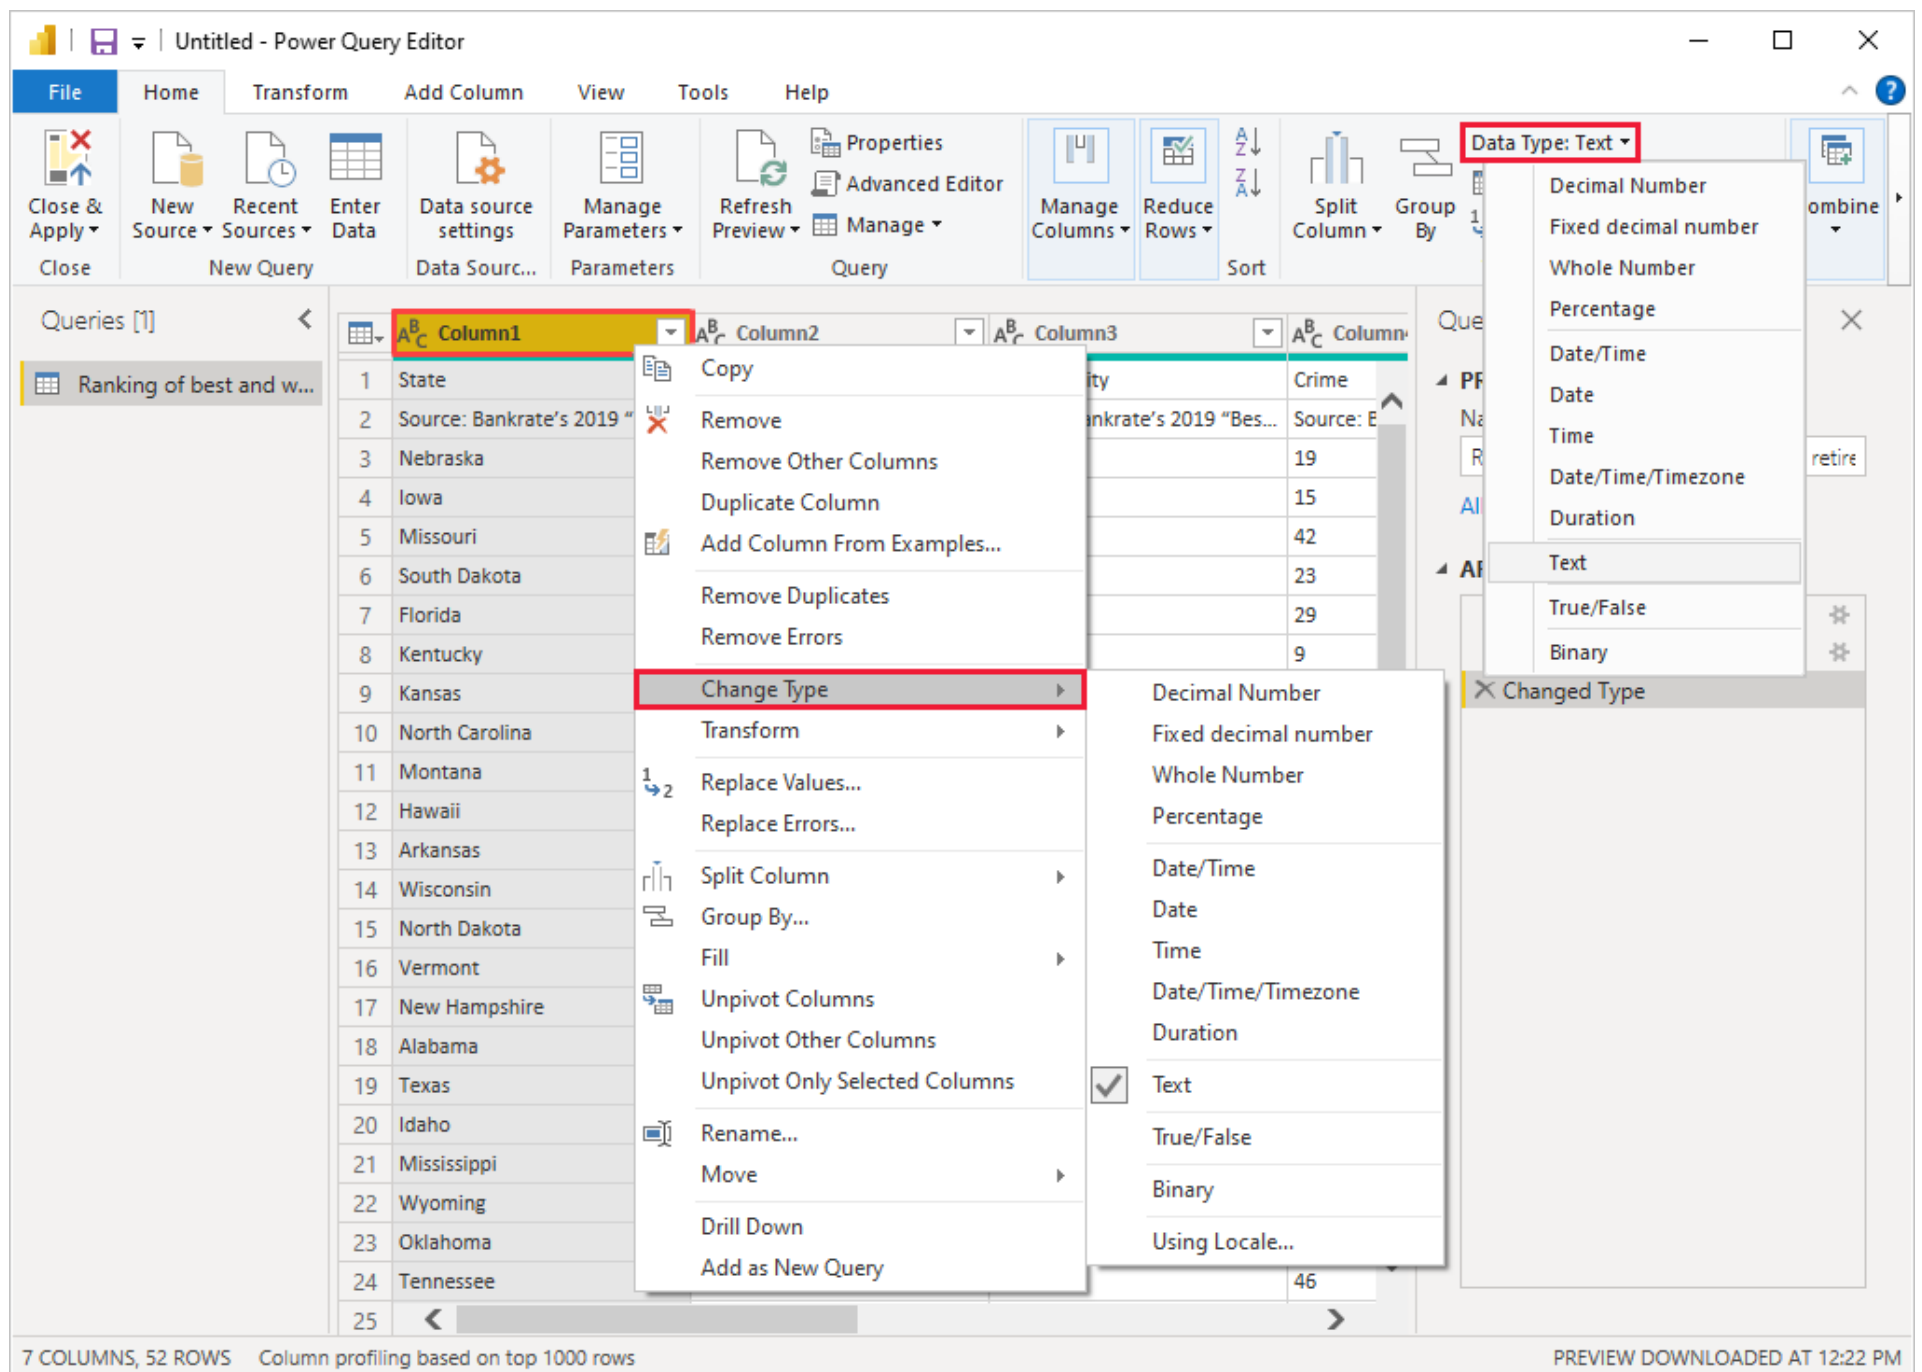 Untitled - Power Query Editor
File Home Transform Add Column View Tools Help
Close & Apply
Close
New Source
Recent Sources
Enter Data
New Query
Data source settings
Data Sourc...
Manage Parameters
Parameters
Refresh Preview
Properties
Advanced Editor
Manage
Query
Manage Columns
Reduce Rows
Sort
Split Column
Group By
Data Type: Text
Decimal Number
Fixed decimal number
Whole Number
Percentage
Date/Time
Date
Time
Date/Time/Timezone
Duration
Text
True/False
Binary
Queries [1]
Ranking of best and w...
Column1 Column2 Column3
1 State Crime
2 Source: Bankrate's 2019 "Bes... Source:
3 Nebraska 19
4 Iowa 15
5 Missouri 42
6 South Dakota 23
7 Florida 29
8 Kentucky 9
9 Kansas
10 North Carolina
11 Montana
12 Hawaii
13 Arkansas
14 Wisconsin
15 North Dakota
16 Vermont
17 New Hampshire
18 Alabama
19 Texas
20 Idaho
21 Mississippi
22 Wyoming
23 Oklahoma
24 Tennessee 46
25
Copy
Remove
Remove Other Columns
Duplicate Column
Add Column From Examples...
Remove Duplicates
Remove Errors
Change Type
Transform
Replace Values...
Replace Errors...
Split Column
Group By...
Fill
Unpivot Columns
Unpivot Other Columns
Unpivot Only Selected Columns
Rename...
Move
Drill Down
Add as New Query
Decimal Number
Fixed decimal number
Whole Number
Percentage
Date/Time
Date
Time
Date/Time/Timezone
Duration
Text
True/False
Binary
Using Locale...
Changed Type
7 COLUMNS, 52 ROWS Column profiling based on top 1000 rows
PREVIEW DOWNLOADED AT 12:22 PM